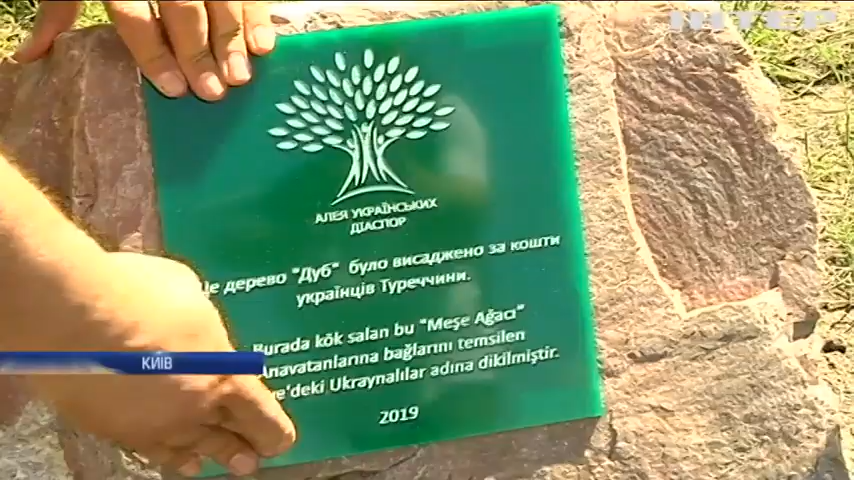 ІНТЕР
АЛЕЯ УКРАЇНСЬКИХ
ДІАСПОР
Це дерево "Дуб" було висаджено за кошти
українців Туреччини.
Burada kök salan bu "Meşe Ağacı"
Anavatanlarına bağlarını temsilen
'deki Ukraynalılar adına dikilmiştir.
2019
КИЇВ